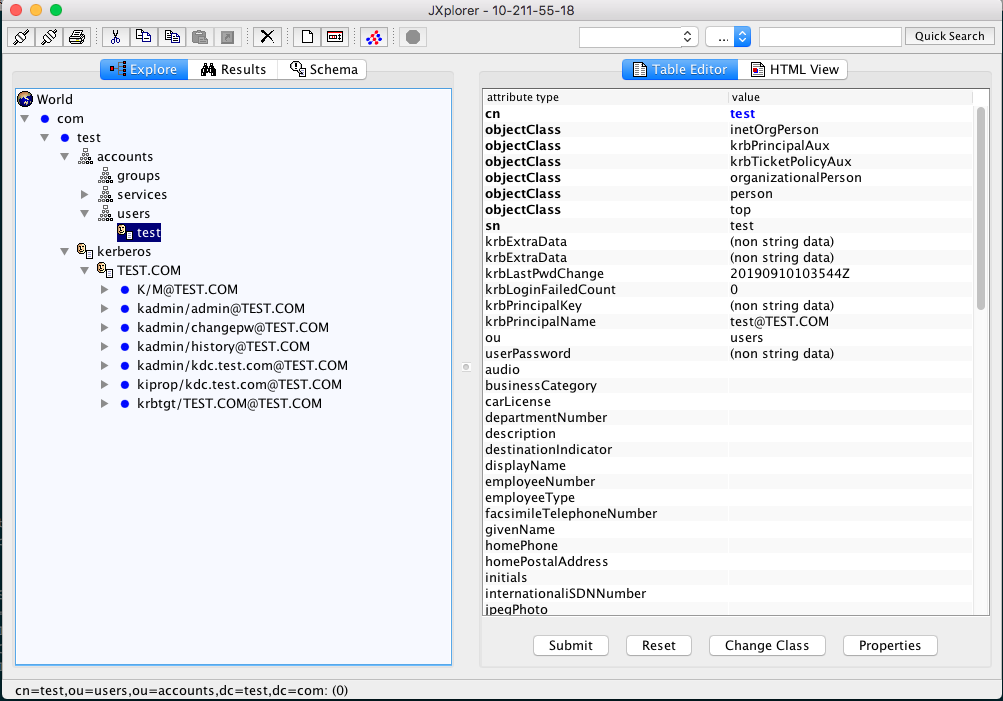 JXplorer - 10-211-55-18
... Quick Search
Explore Results Schema
Table Editor HTML View
World
com
test
accounts
groups
services
users
test
kerberos
TEST.COM
K/M@TEST.COM
kadmin/admin@TEST.COM
kadmin/changepw@TEST.COM
kadmin/history@TEST.COM
kadmin/kdc.test.com@TEST.COM
kiprop/kdc.test.com@TEST.COM
krbtgt/TEST.COM@TEST.COM
attribute type value
cn test
objectClass inetOrgPerson
objectClass krbPrincipalAux
objectClass krbTicketPolicyAux
objectClass organizationalPerson
objectClass person
objectClass top
sn test
krbExtraData (non string data)
krbExtraData (non string data)
krbLastPwdChange 20190910103544Z
krbLoginFailedCount 0
krbPrincipalKey (non string data)
krbPrincipalName test@TEST.COM
ou users
userPassword (non string data)
audio
businessCategory
carLicense
departmentNumber
description
destinationIndicator
displayName
employeeNumber
employeeType
facsimileTelephoneNumber
givenName
homePhone
homePostalAddress
initials
internationaliSDNNumber
jpegPhoto
Submit Reset Change Class Properties
cn=test,ou=users,ou=accounts,dc=test,dc=com: (0)